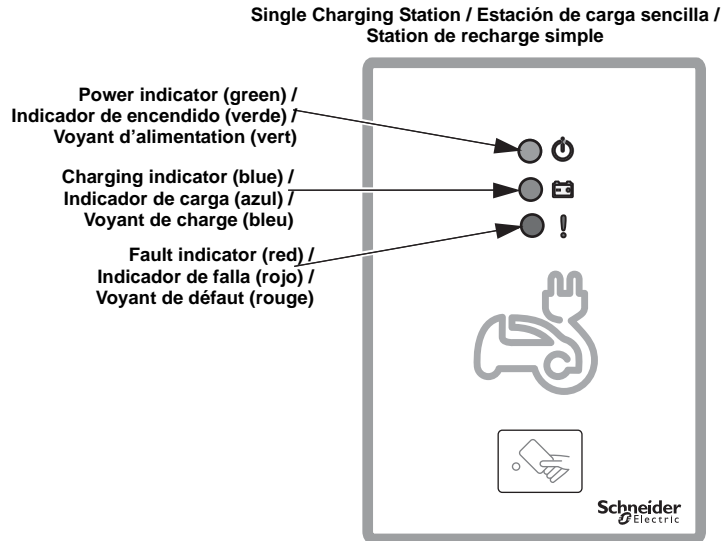 Single Charging Station / Estación de carga sencilla /
Station de recharge simple
Power indicator (green) /
Indicador de encendido (verde) /
Voyant d'alimentation (vert)
Charging indicator (blue) /
Indicador de carga (azul) /
Voyant de charge (bleu)
Fault indicator (red) /
Indicador de falla (rojo) /
Voyant de défaut (rouge)
!
Schneider
Electric